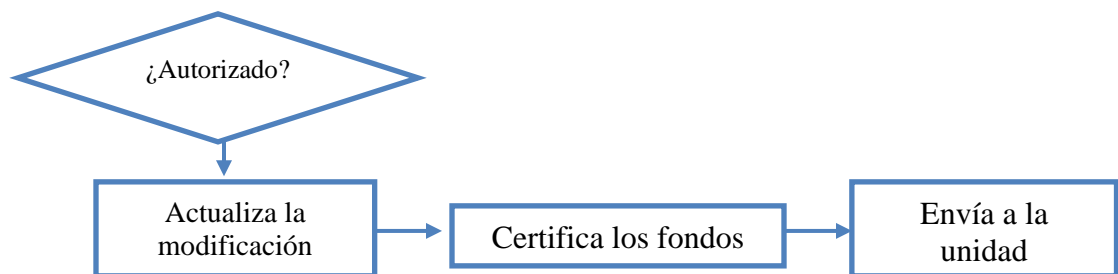 ¿Autorizado?
Actualiza la
modificación
Certifica los fondos
Envía a la
unidad